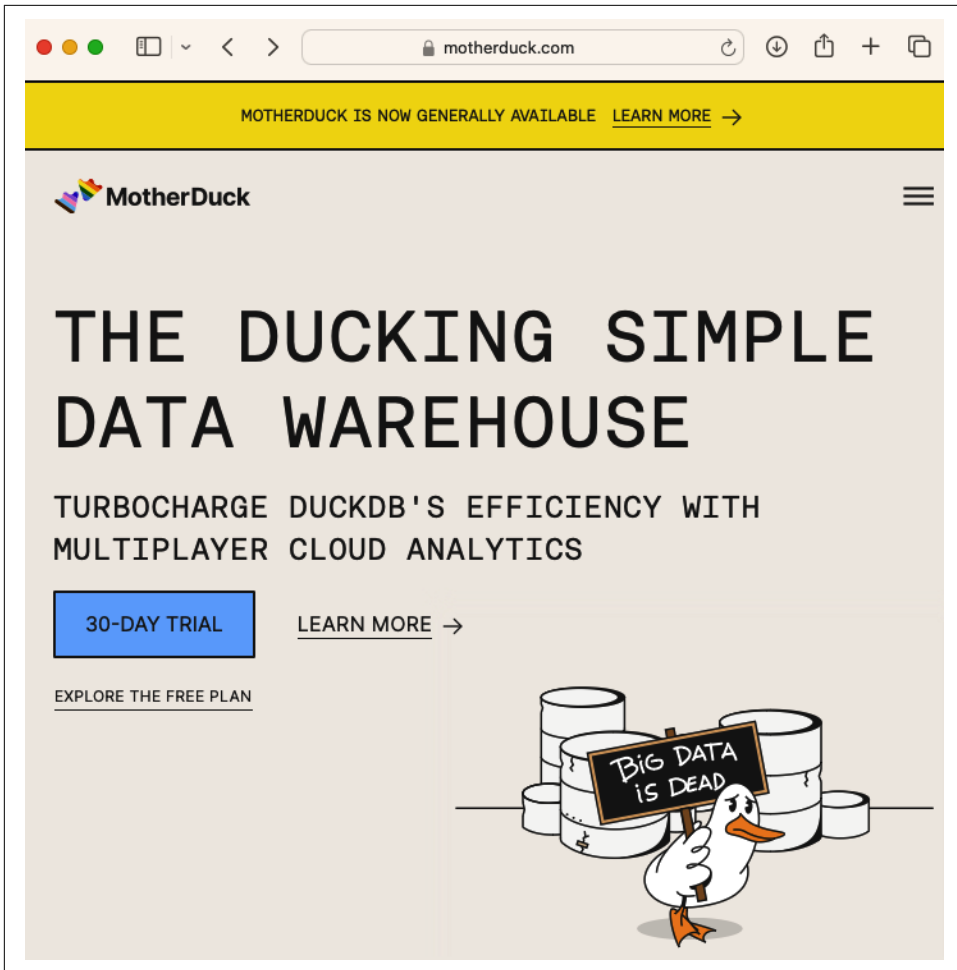 motherduck.com
MOTHERDUCK IS NOW GENERALLY AVAILABLE LEARN MORE →
MotherDuck
THE DUCKING SIMPLE
DATA WAREHOUSE
TURBOCHARGE DUCKDB'S EFFICIENCY WITH
MULTIPLAYER CLOUD ANALYTICS
30-DAY TRIAL LEARN MORE →
EXPLORE THE FREE PLAN
BiG DATA
iS DEAD